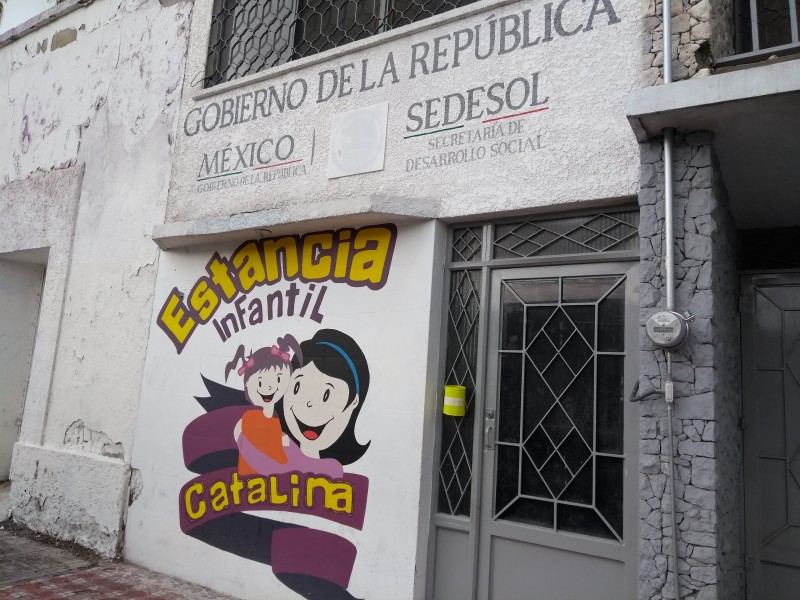 GOBIERNO DE LA REPÚBLICA
MÉXICO
GOBIERNO DE LA REPÚBLICA
SEDESOL
SECRETARÍA DE
DESARROLLO SOCIAL
Estancia
Infantil
Catalina